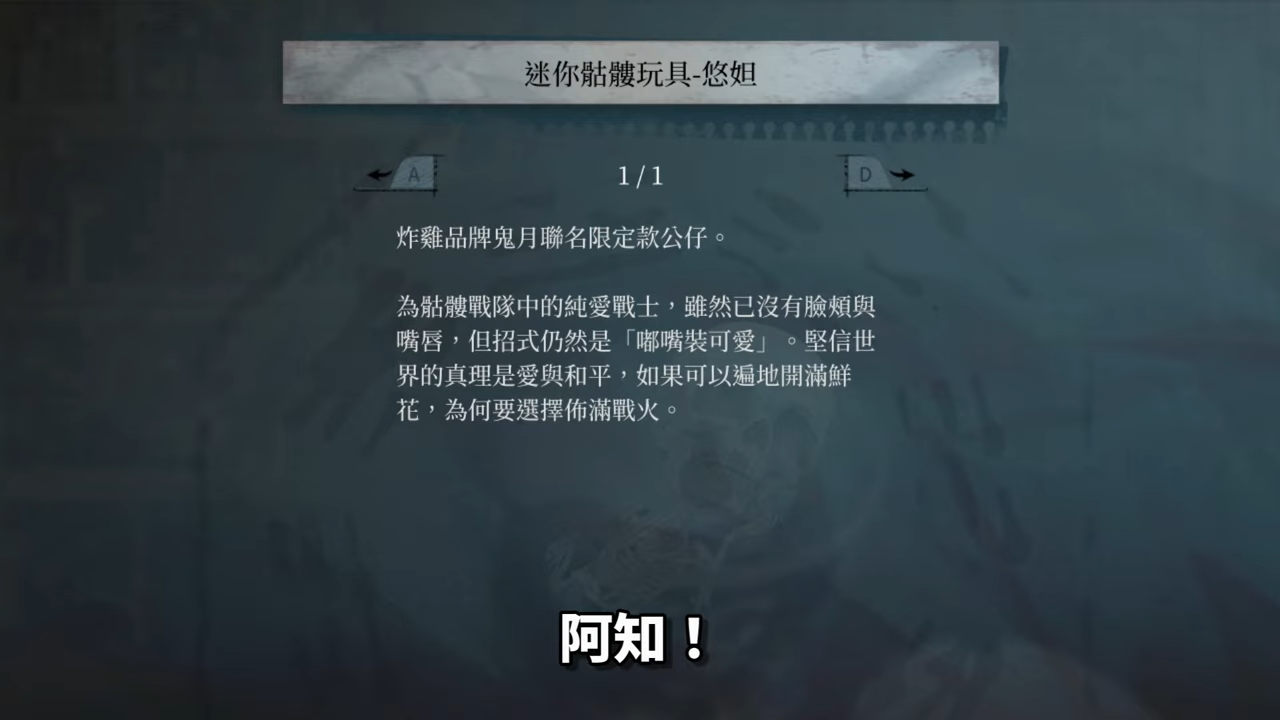 迷你骷髏玩具-悠妲
A
1/1
D
炸雞品牌鬼月聯名限定款公仔。
為骷髏戰隊中的純愛戰士，雖然已沒有臉頰與
嘴唇，但招式仍然是「嘟嘴裝可愛」。堅信世
界的真理是愛與和平，如果可以遍地開滿鮮
花，為何要選擇佈滿戰火。
阿知！